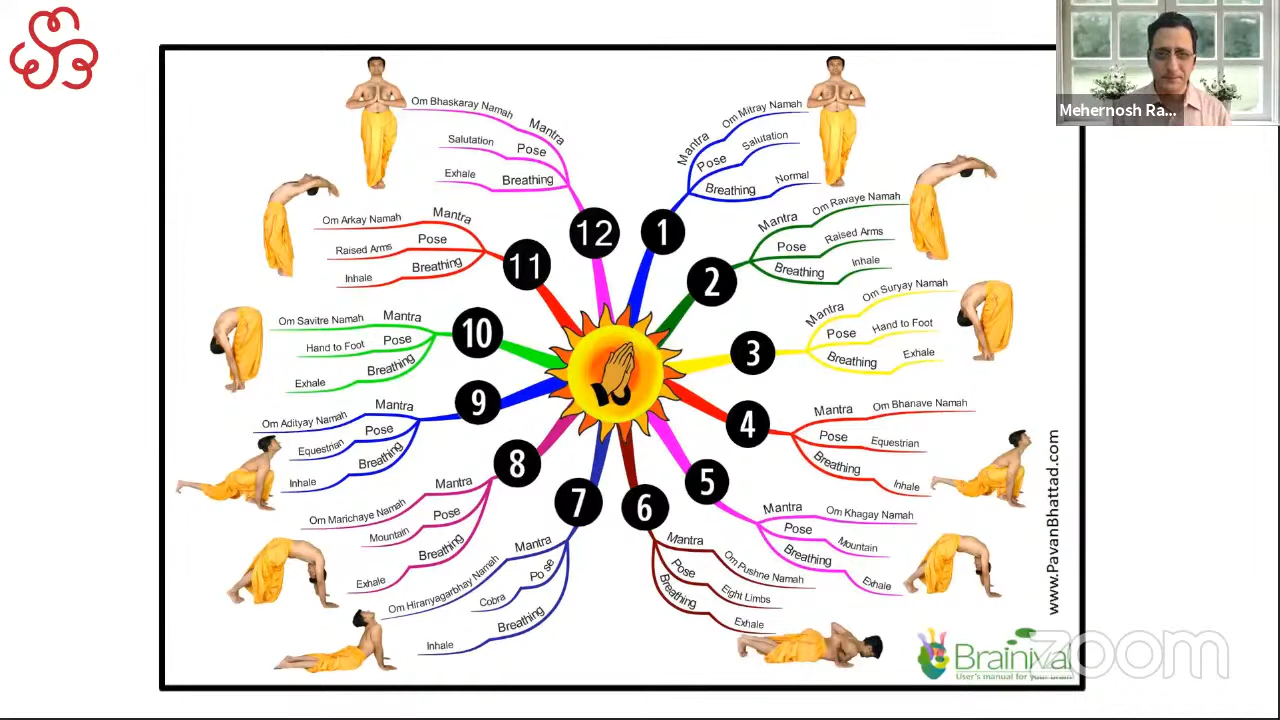 Mehernosh Ra...
1
Mantra
Om Mitray Namah
Pose
Salutation
Breathing
Normal
2
Mantra
Om Ravaye Namah
Pose
Raised Arms
Breathing
Inhale
3
Mantra
Om Suryay Namah
Pose
Hand to Foot
Breathing
Exhale
4
Mantra
Om Bhanave Namah
Pose
Equestrian
Breathing
Inhale
5
Mantra
Om Khagay Namah
Pose
Mountain
Breathing
Exhale
6
Mantra
Om Pushne Namah
Pose
Eight Limbs
Breathing
Exhale
7
Mantra
Om Hiranyagarbhay Namah
Pose
Cobra
Breathing
Inhale
8
Mantra
Om Marichaye Namah
Pose
Mountain
Breathing
Exhale
9
Mantra
Om Adityay Namah
Pose
Equestrian
Breathing
Inhale
10
Mantra
Om Savitre Namah
Pose
Hand to Foot
Breathing
Exhale
11
Mantra
Om Arkay Namah
Pose
Raised Arms
Breathing
Inhale
12
Mantra
Om Bhaskaray Namah
Pose
Salutation
Breathing
Exhale
www.PavanBhattad.com
Brainival
User's manual for your brain
zoom